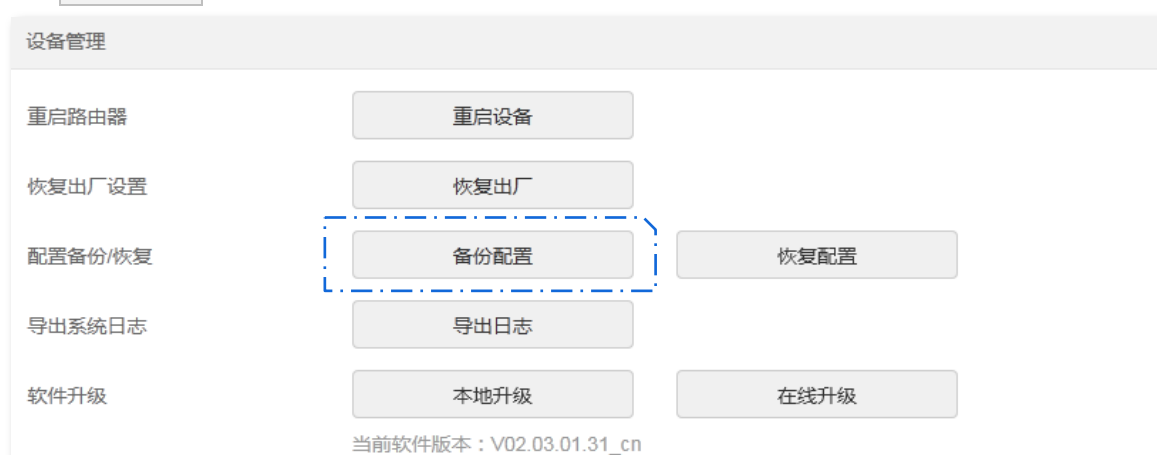 设备管理
重启路由器 重启设备
恢复出厂设置 恢复出厂
配置备份/恢复 备份配置 恢复配置
导出系统日志 导出日志
软件升级 本地升级 在线升级
当前软件版本：V02.03.01.31_cn